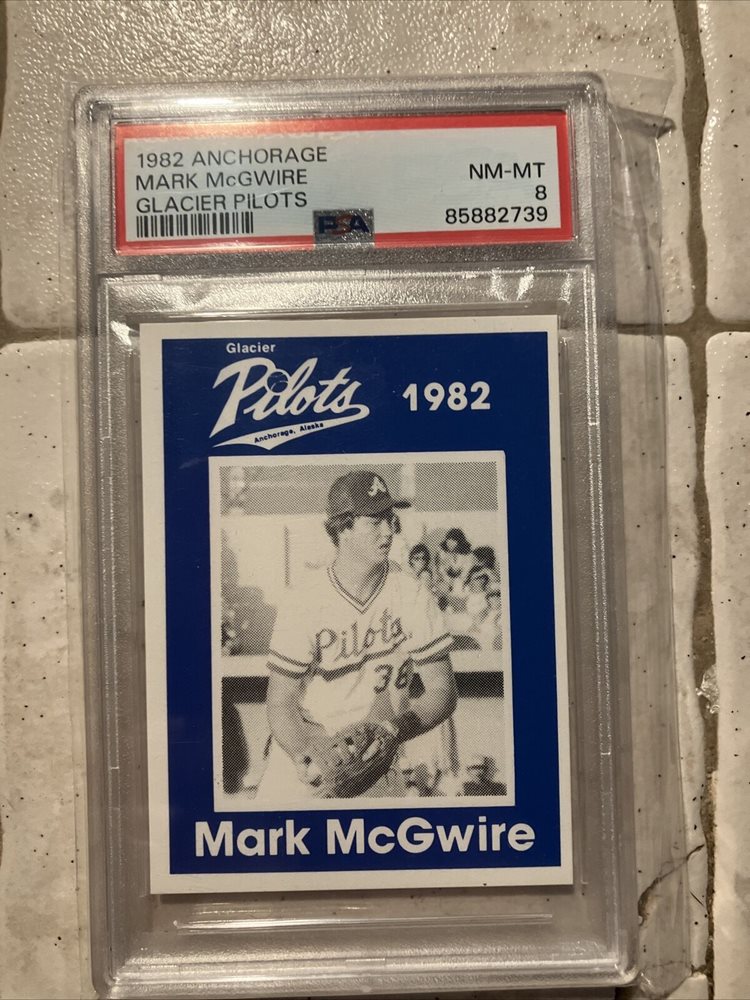 1982 ANCHORAGE
MARK McGWIRE
GLACIER PILOTS
NM-MT
8
85882739
PSA
Glacier
Pilots
Anchorage, Alaska
1982
A
Pilots
38
Mark McGwire